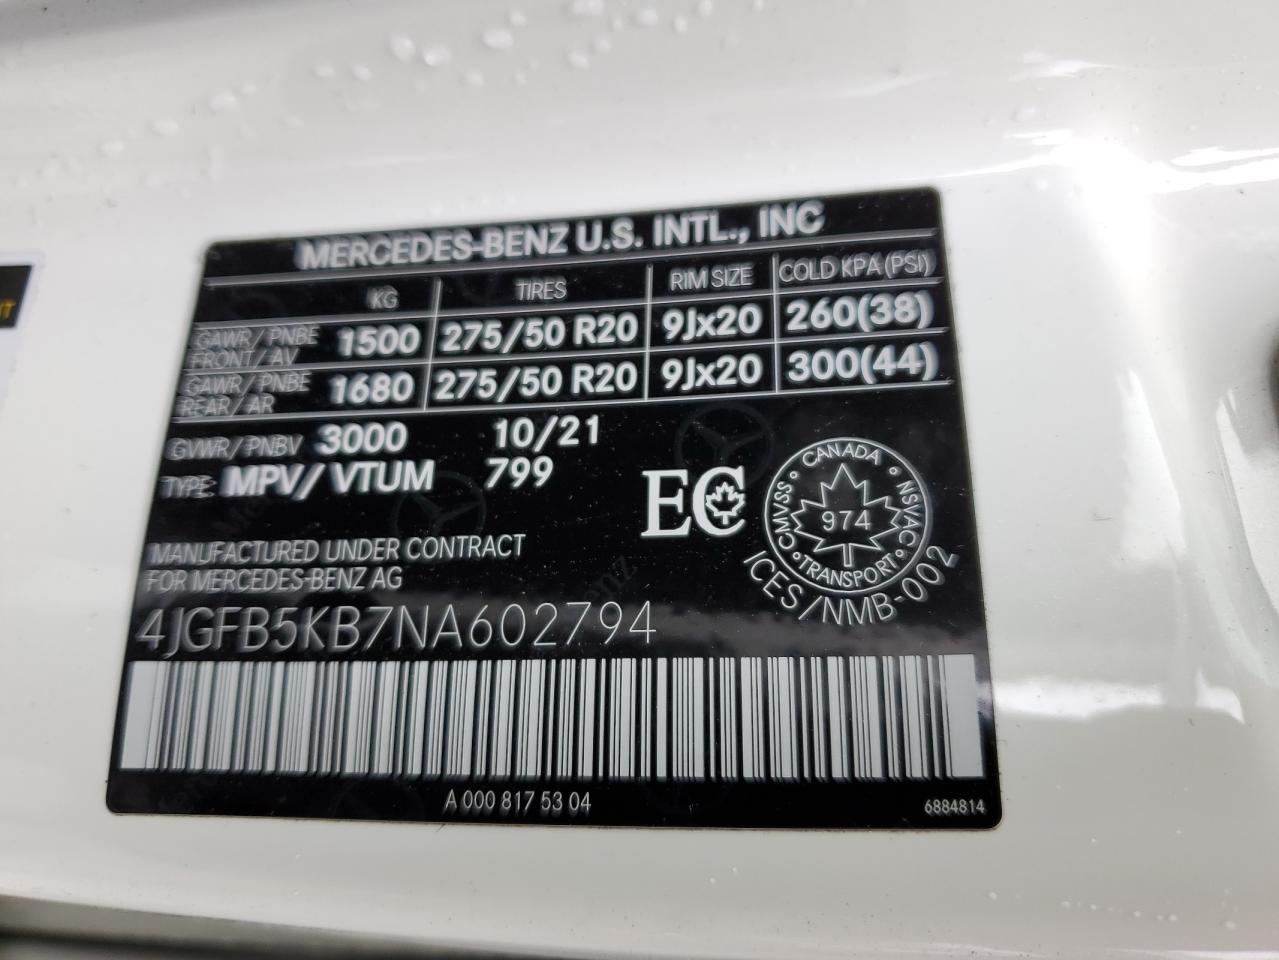 MERCEDES-BENZ U.S. INTL., INC
KG TIRES RIM SIZE COLD KPA (PSI)
GAWR / PNBE FRONT / AV 1500 275/50 R20 9Jx20 260(38)
GAWR / PNBE REAR / AR 1680 275/50 R20 9Jx20 300(44)
GVWR / PNBV 3000 10/21
TYPE: MPV/ VTUM 799
EC
CANADA
CMVSS NSVAC
974
TRANSPORT
ICES/NMB-002
MANUFACTURED UNDER CONTRACT
FOR MERCEDES-BENZ AG
4JGFB5KB7NA602794
A 000 817 53 04
6884814